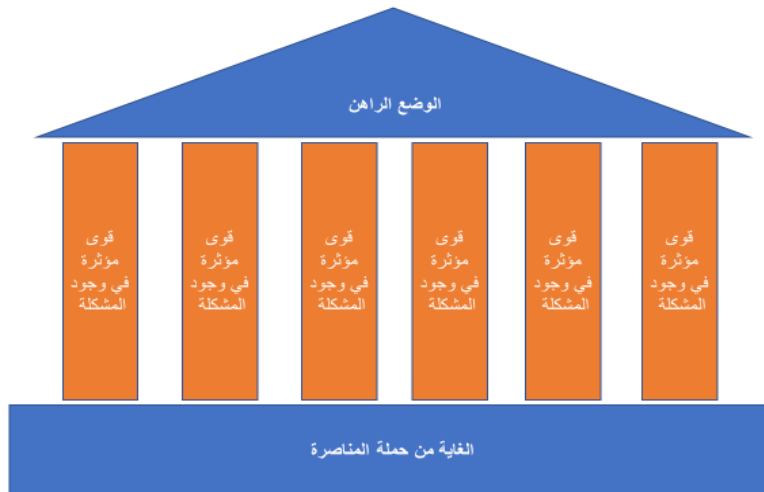 الوضع الراهن
قوى
مؤثرة
في وجود
المشكلة
قوى
مؤثرة
في وجود
المشكلة
قوى
مؤثرة
في وجود
المشكلة
قوى
مؤثرة
في وجود
المشكلة
قوى
مؤثرة
في وجود
المشكلة
قوى
مؤثرة
في وجود
المشكلة
الغاية من حملة المناصرة